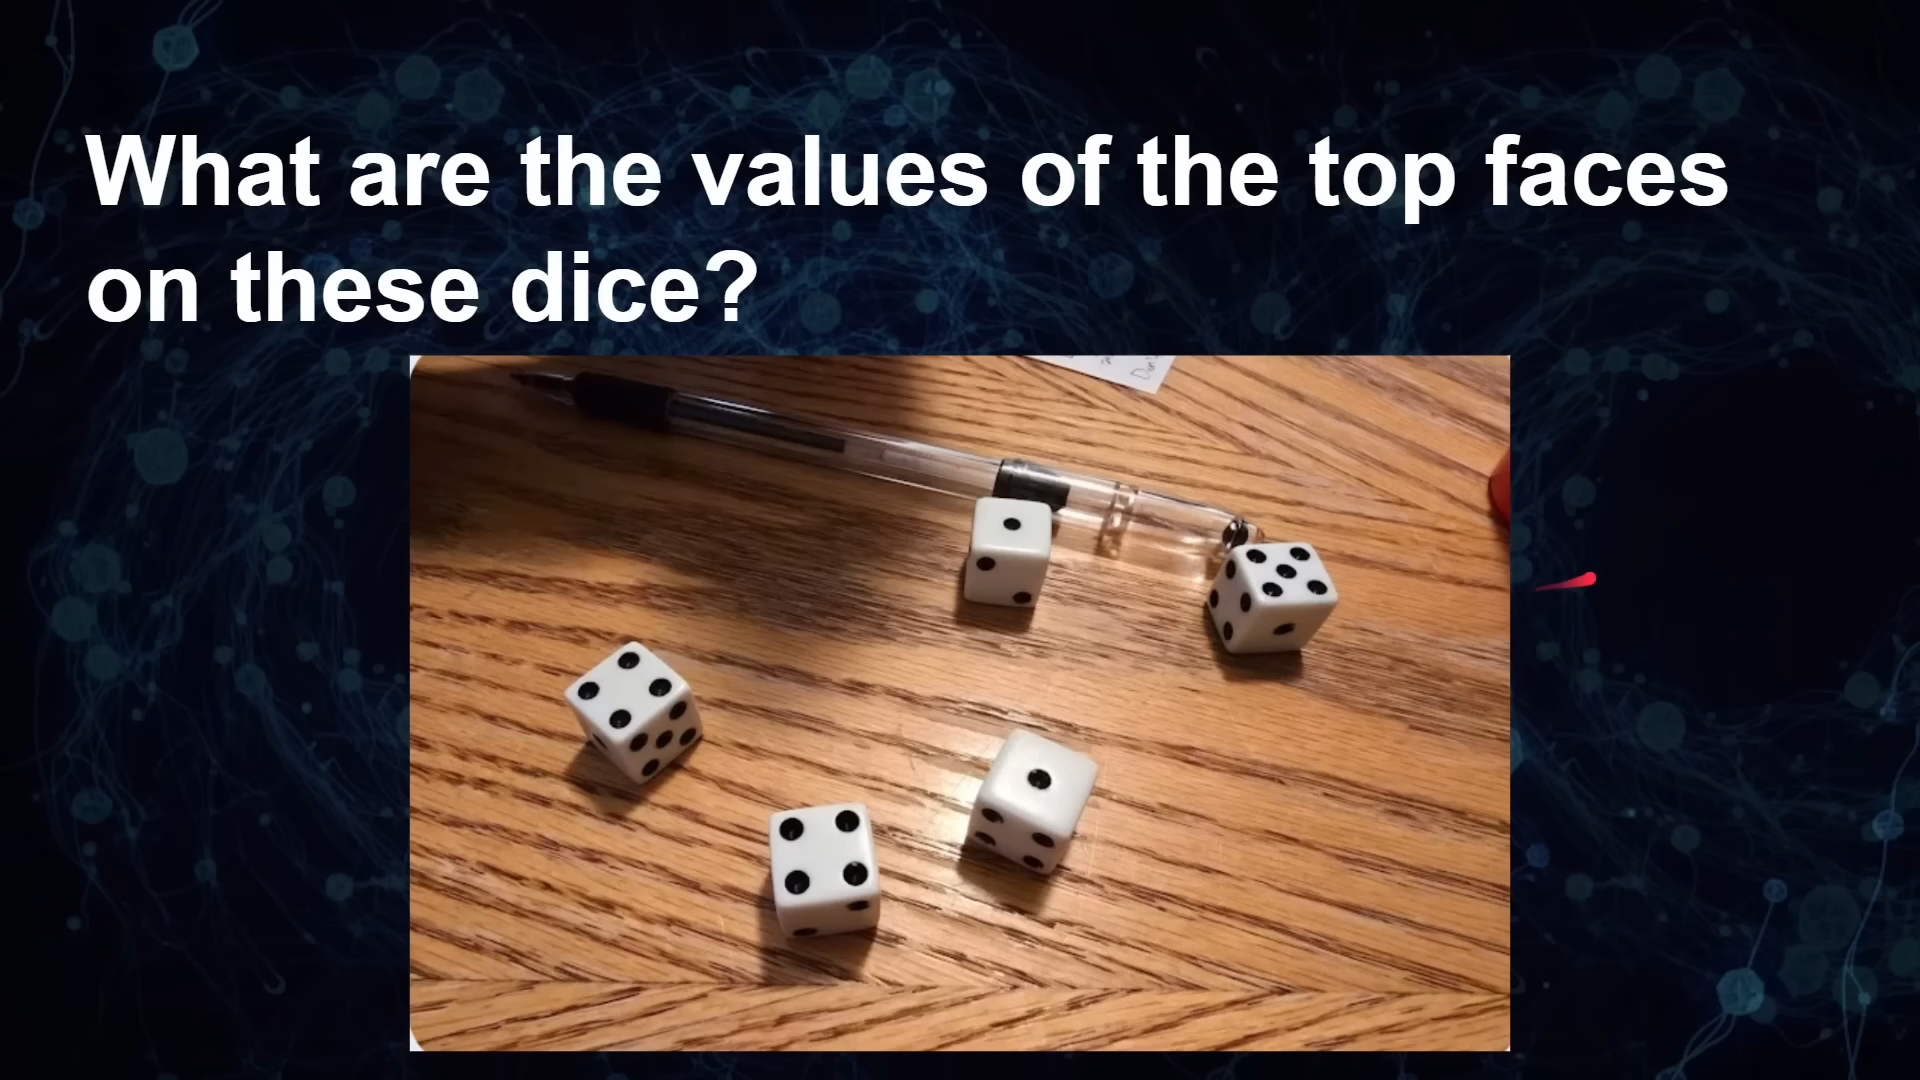 What are the values of the top faces
on these dice?